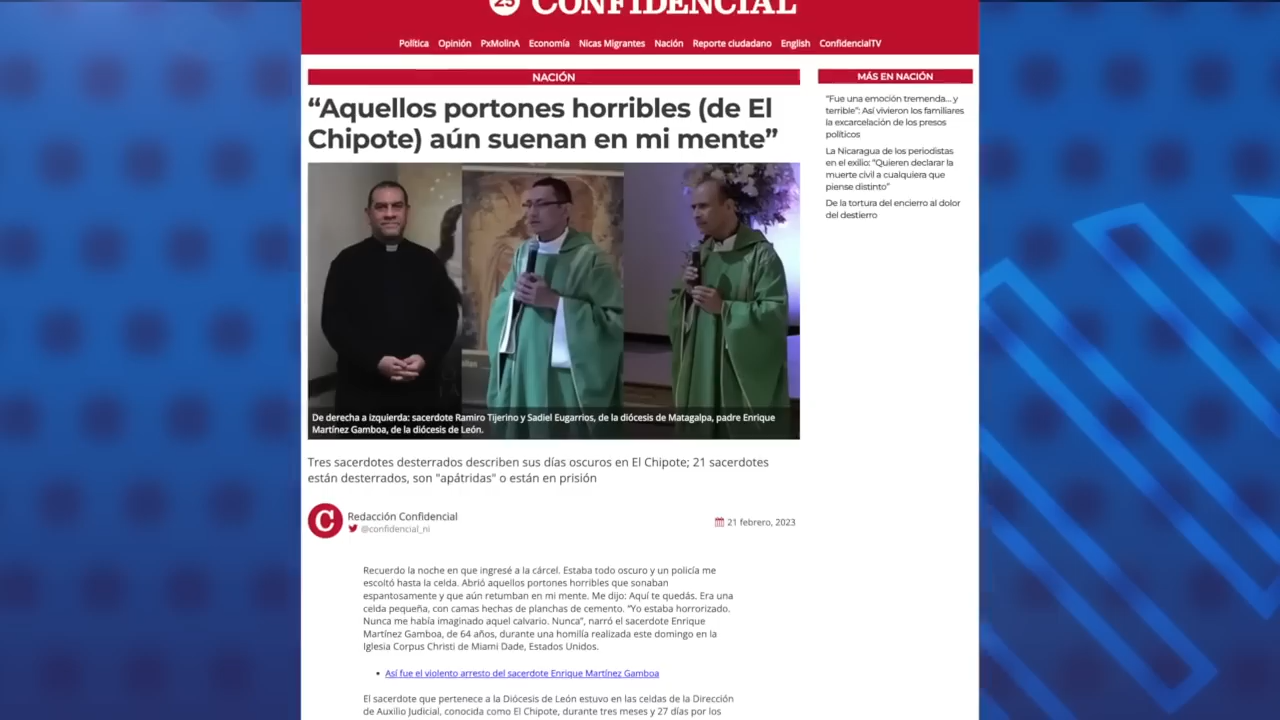 25 CONFIDENCIAL
Política Opinión PxMolinA Economía Nicas Migrantes Nación Reporte ciudadano English ConfidencialTV
NACIÓN
“Aquellos portones horribles (de El
Chipote) aún suenan en mi mente”
De derecha a izquierda: sacerdote Ramiro Tijerino y Sadiel Eugarrios, de la diócesis de Matagalpa, padre Enrique
Martínez Gamboa, de la diócesis de León.
Tres sacerdotes desterrados describen sus días oscuros en El Chipote; 21 sacerdotes
están desterrados, son "apátridas" o están en prisión
C
Redacción Confidencial
@confidencial_ni
21 febrero, 2023
Recuerdo la noche en que ingresé a la cárcel. Estaba todo oscuro y un policía me
escoltó hasta la celda. Abrió aquellos portones horribles que sonaban
espantosamente y que aún retumban en mi mente. Me dijo: Aquí te quedás. Era una
celda pequeña, con camas hechas de planchas de cemento. “Yo estaba horrorizado.
Nunca me había imaginado aquel calvario. Nunca”, narró el sacerdote Enrique
Martínez Gamboa, de 64 años, durante una homilía realizada este domingo en la
Iglesia Corpus Christi de Miami Dade, Estados Unidos.
• Así fue el violento arresto del sacerdote Enrique Martínez Gamboa
El sacerdote que pertenece a la Diócesis de León estuvo en las celdas de la Dirección
de Auxilio Judicial, conocida como El Chipote, durante tres meses y 27 días por los
MÁS EN NACIÓN
“Fue una emoción tremenda… y
terrible”: Así vivieron los familiares
la excarcelación de los presos
políticos
La Nicaragua de los periodistas
en el exilio: “Quieren declarar la
muerte civil a cualquiera que
piense distinto”
De la tortura del encierro al dolor
del destierro